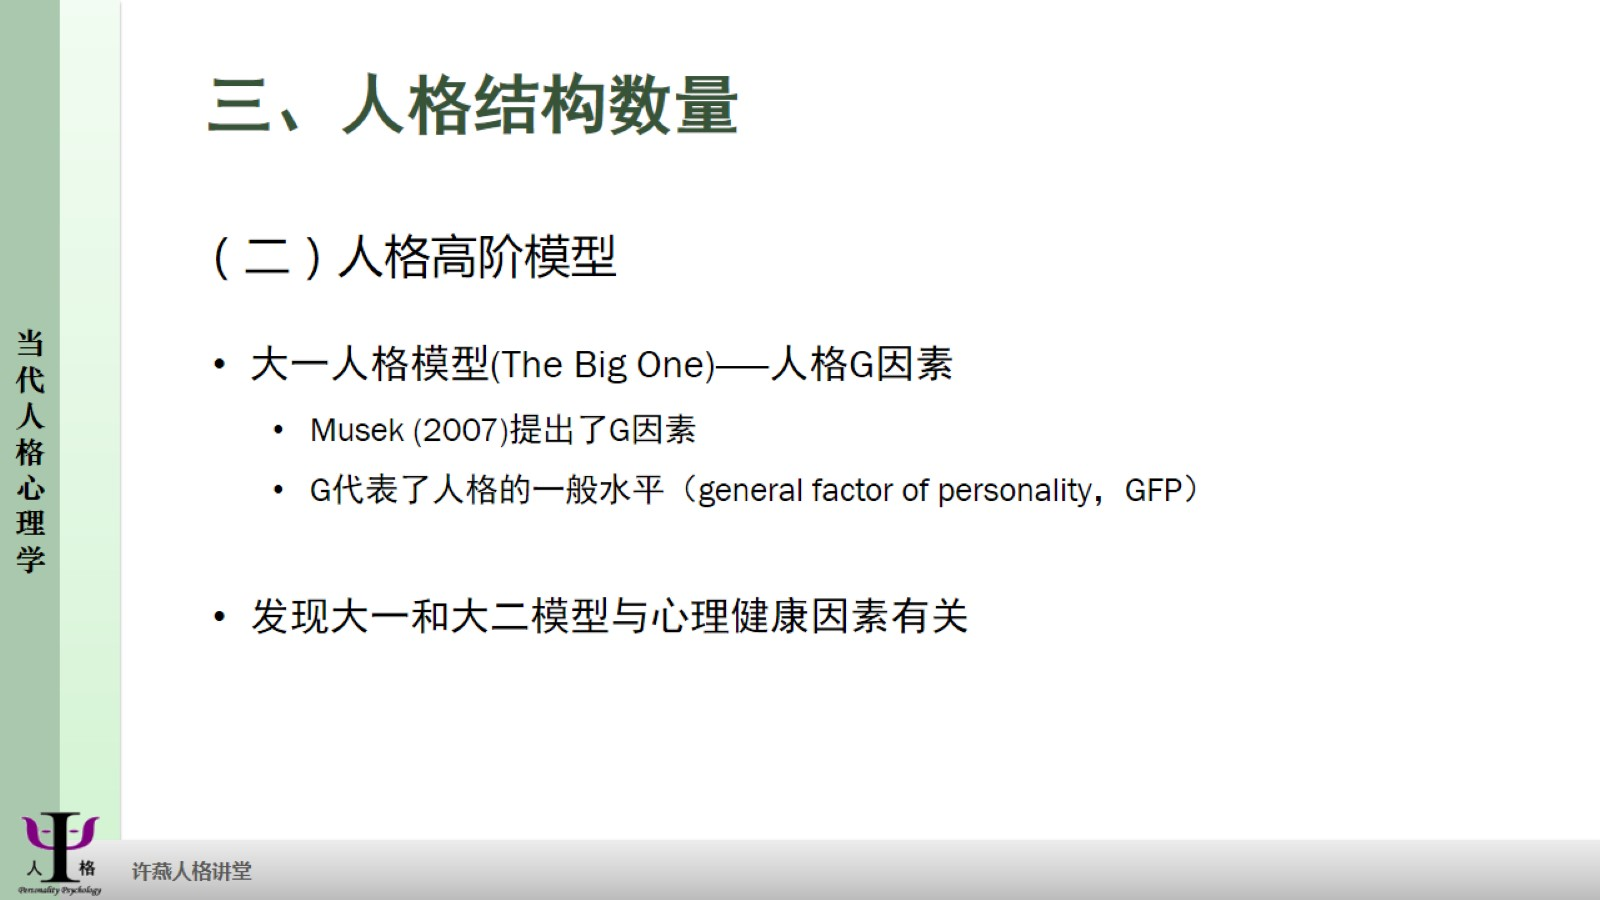 三、人格结构数量
（二）人格高阶模型
• 大一人格模型(The Big One)——人格G因素
• Musek (2007)提出了G因素
• G代表了人格的一般水平（general factor of personality，GFP）
• 发现大一和大二模型与心理健康因素有关
当代人格心理学
人格
Personality Psychology
许燕人格讲堂